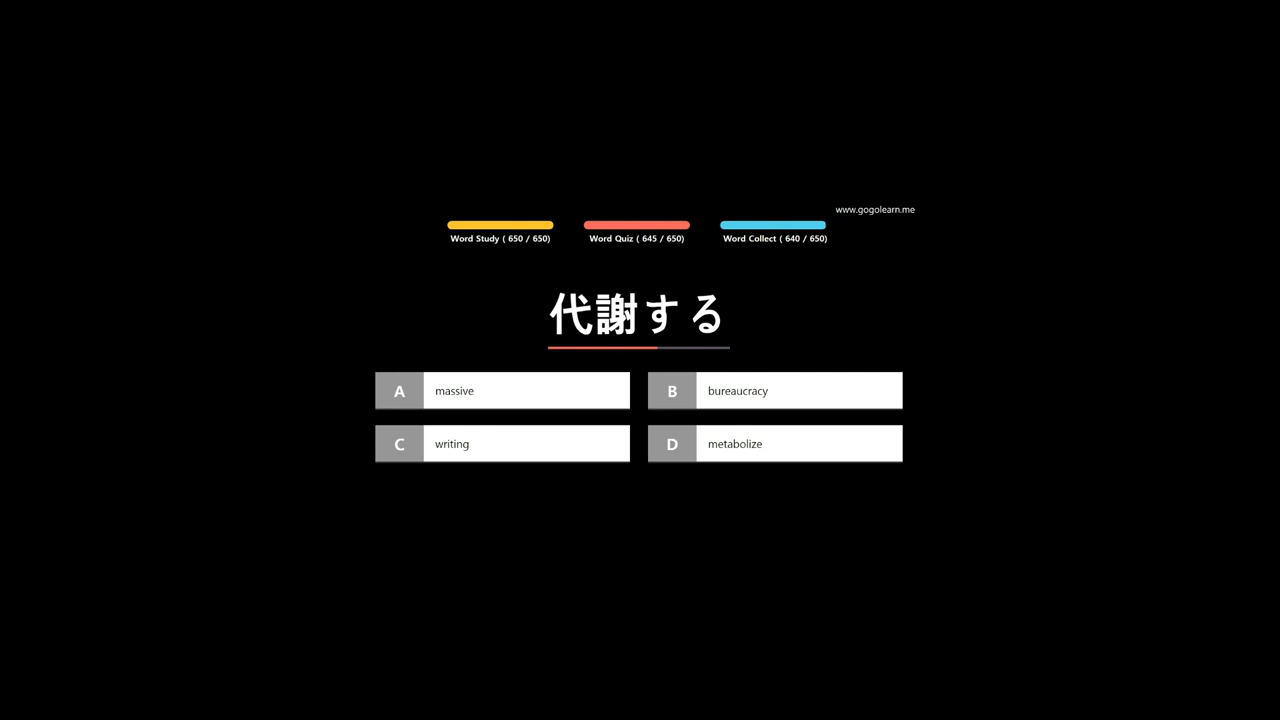 www.gogolearn.me
Word Study ( 650 / 650)
Word Quiz ( 645 / 650)
Word Collect ( 640 / 650)
代謝する
A massive
B bureaucracy
C writing
D metabolize